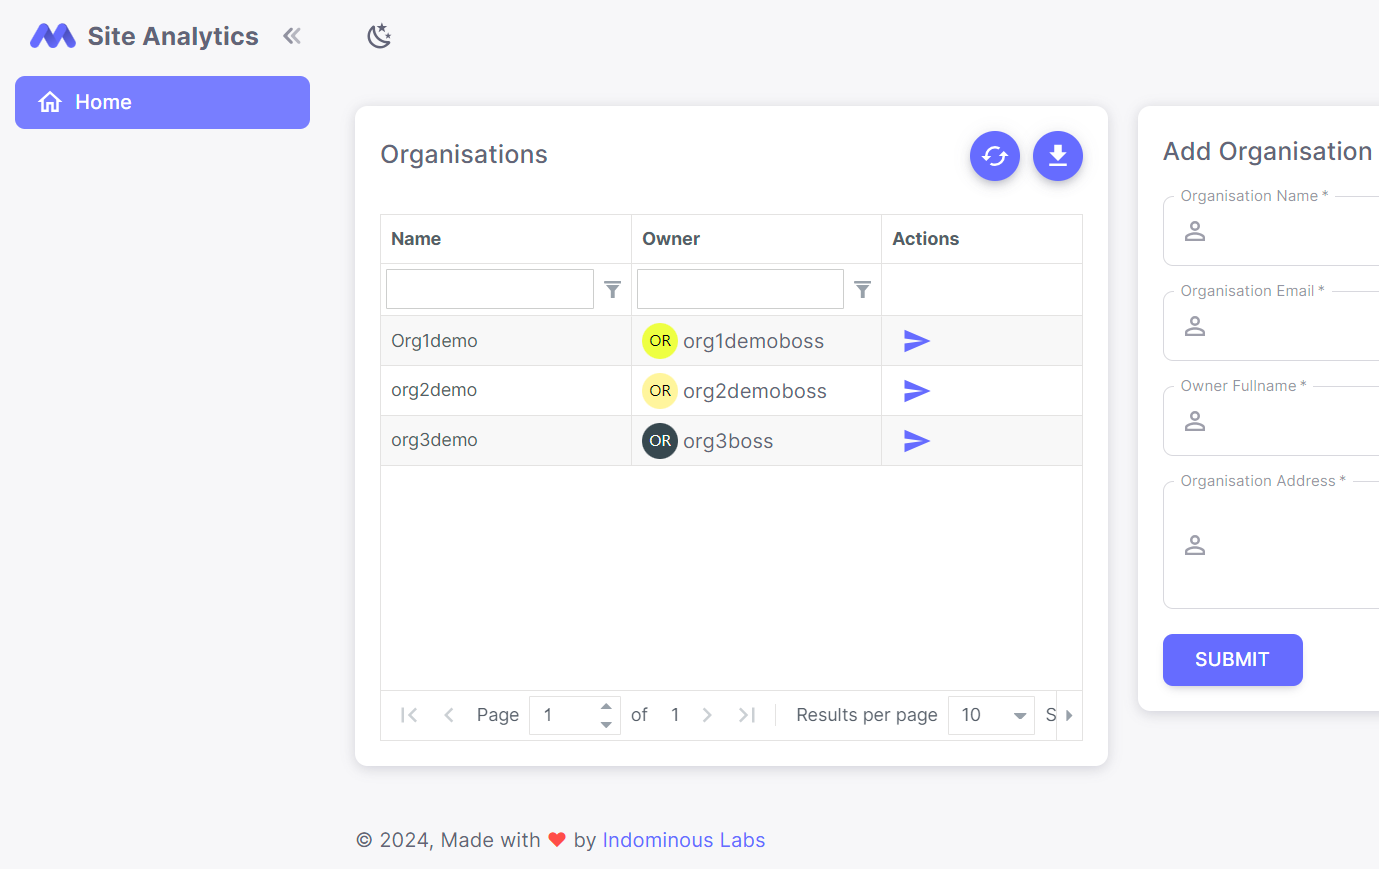 Site Analytics
Home
Organisations
Name Owner Actions
Org1demo OR org1demoboss
org2demo OR org2demoboss
org3demo OR org3boss
Page 1 of 1 Results per page 10 S
Add Organisation
Organisation Name *
Organisation Email *
Owner Fullname *
Organisation Address *
SUBMIT
© 2024, Made with ❤ by Indominous Labs